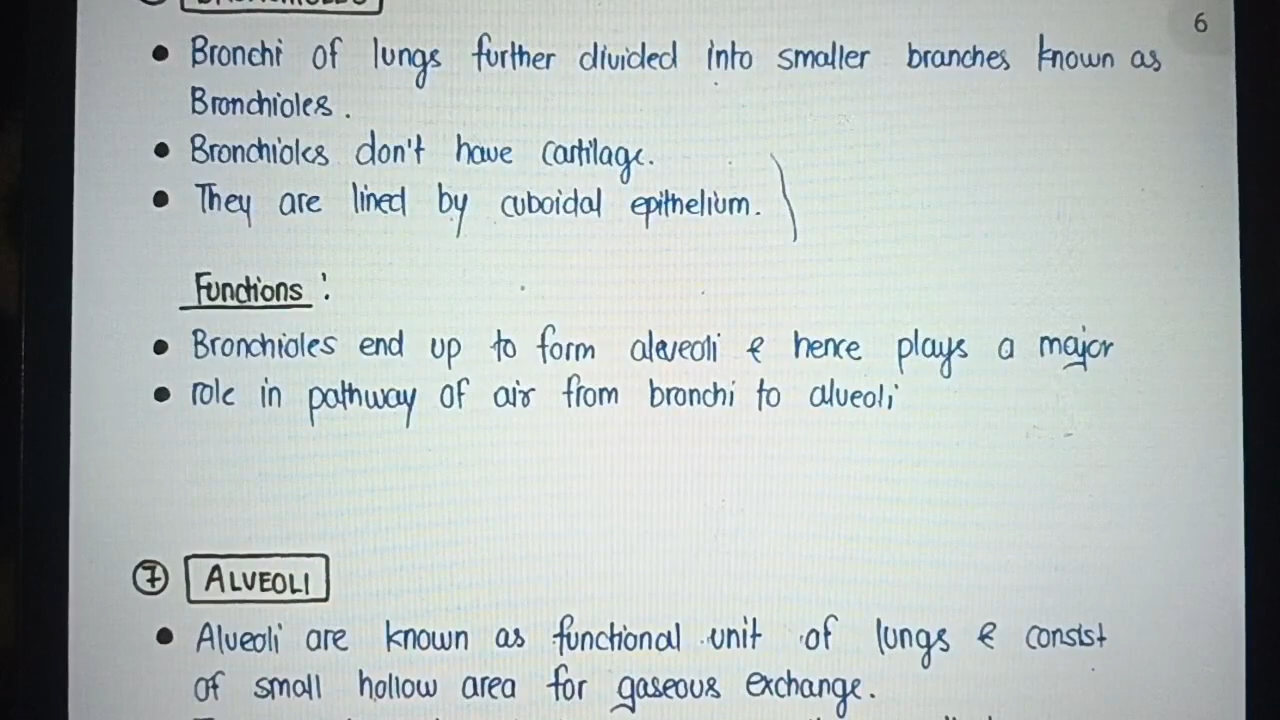 6
• Bronchi of lungs further divided into smaller branches known as
Bronchioles.
• Bronchioles don't have cartilage.
• They are lined by cuboidal epithelium.
Functions :
• Bronchioles end up to form aleveoli & hence plays a major
• role in pathway of air from bronchi to alveoli
⑦ ALVEOLI
• Alveoli are known as functional unit of lungs & consist
of small hollow area for gaseous exchange.